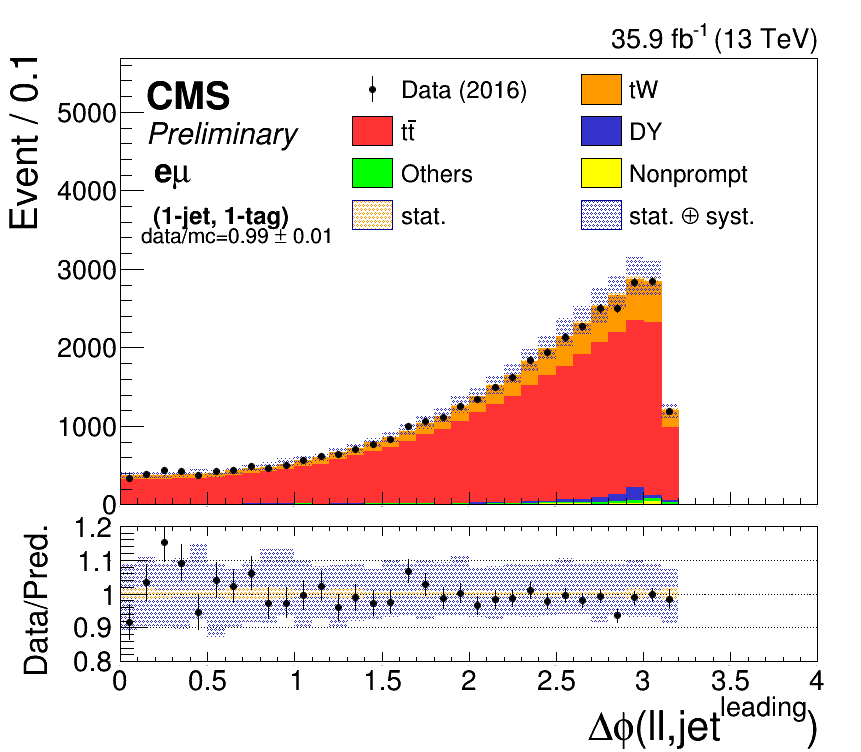 35.9 fb⁻¹ (13 TeV)
Event / 0.1
CMS
Preliminary
eμ
(1-jet, 1-tag)
data/mc=0.99 ± 0.01
Data (2016)
tW
tt̄
DY
Others
Nonprompt
stat.
stat. ⊕ syst.
5000
4000
3000
2000
1000
0
Data/Pred.
1.2
1.1
1
0.9
0.8
0 0.5 1 1.5 2 2.5 3 3.5 4
Δφ(ll,jet^leading)